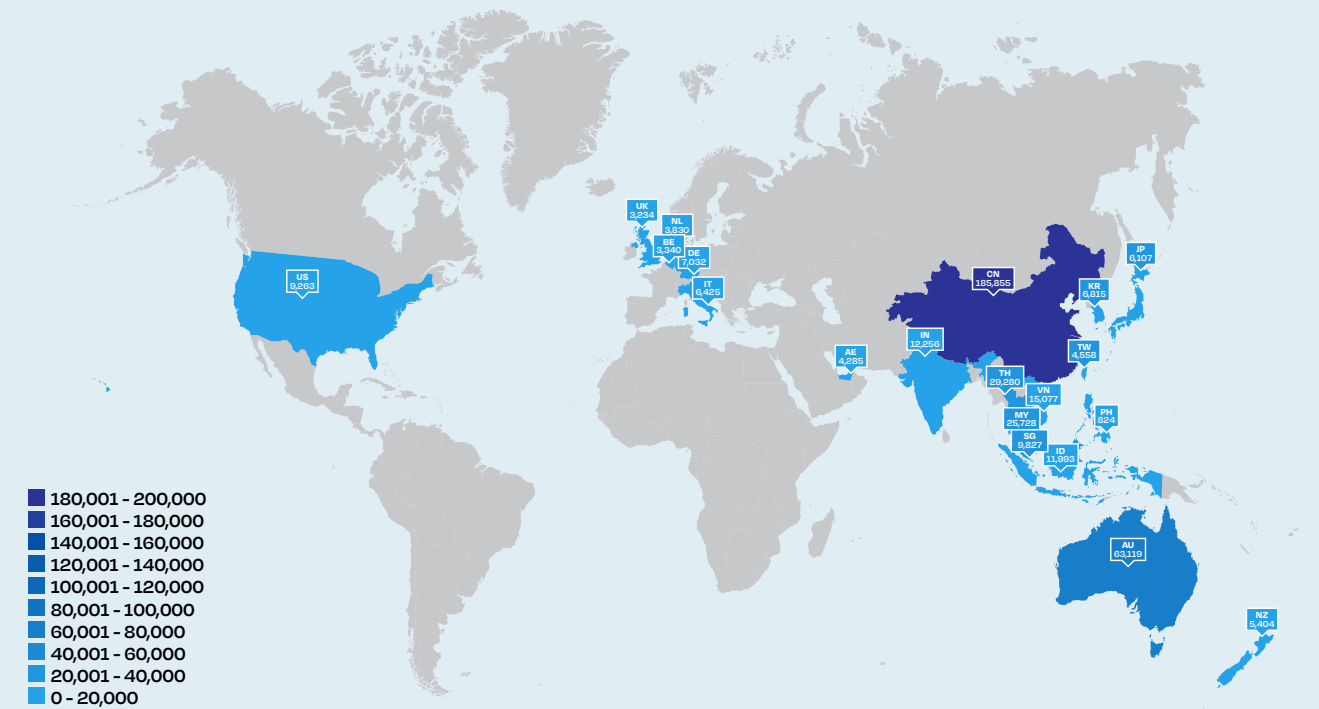 UK
3,234
NL
3,830
BE
3,340
DE
7,032
IT
6,425
US
9,263
CN
185,855
JP
6,107
KR
6,815
IN
12,256
TW
4,558
AE
4,285
TH
29,280
VN
15,077
MY
25,728
PH
824
SG
9,827
ID
11,993
AU
63,119
NZ
5,404
180,001 - 200,000
160,001 - 180,000
140,001 - 160,000
120,001 - 140,000
100,001 - 120,000
80,001 - 100,000
60,001 - 80,000
40,001 - 60,000
20,001 - 40,000
0 - 20,000